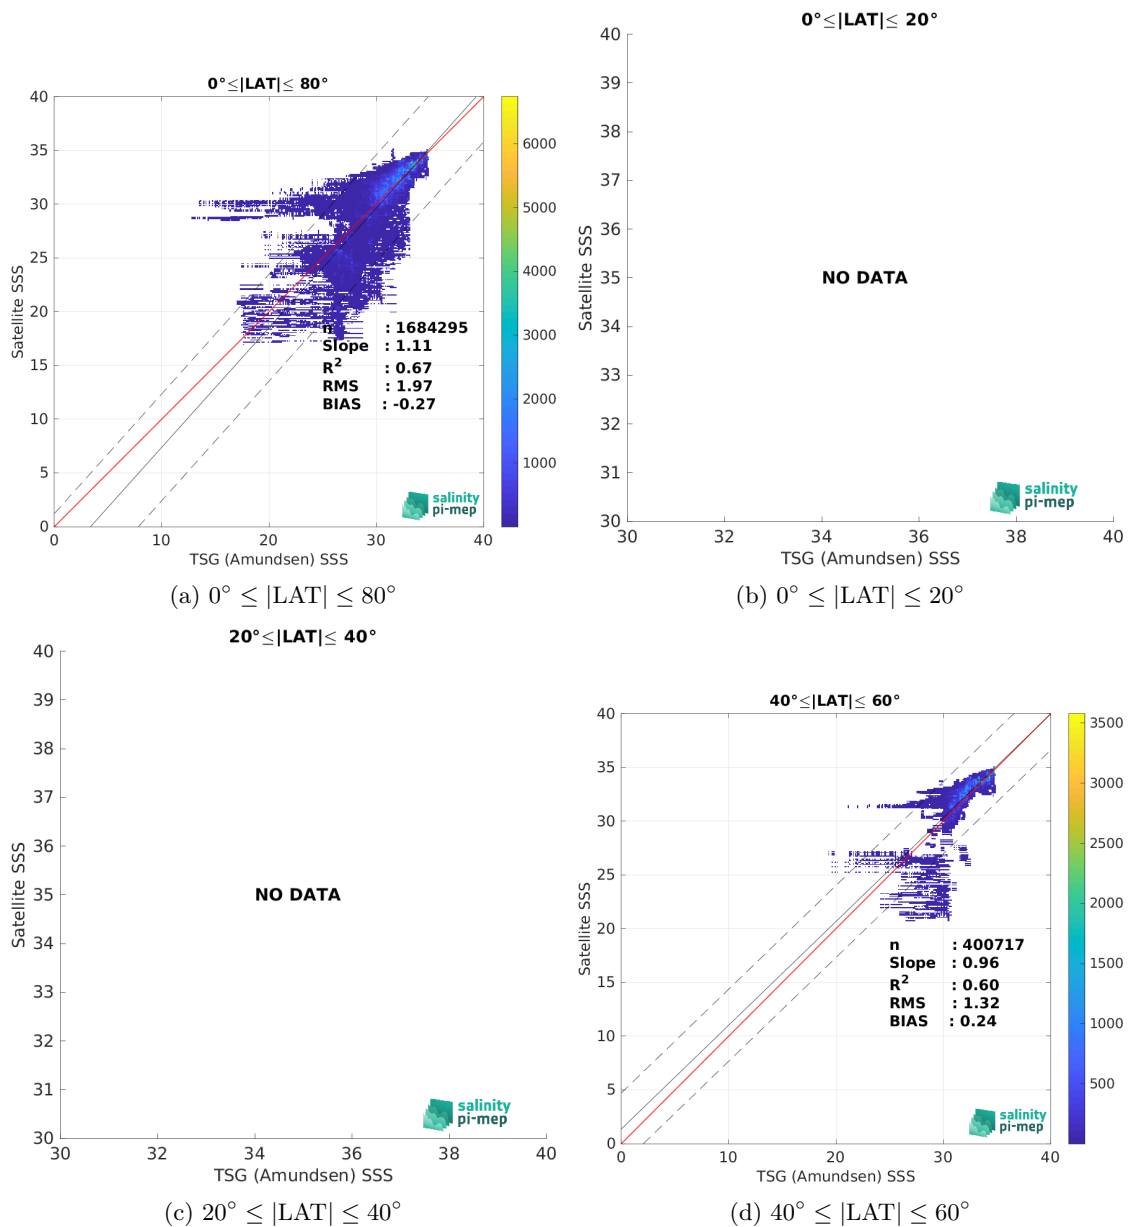 0°≤|LAT|≤ 80°
40
35
30
25
20
15
10
5
0
Satellite SSS
0 10 20 30 40
TSG (Amundsen) SSS
n : 1684295
Slope : 1.11
R² : 0.67
RMS : 1.97
BIAS : -0.27
salinity
pi-mep
6000
5000
4000
3000
2000
1000
(a) 0° ≤ |LAT| ≤ 80°
0°≤|LAT|≤ 20°
40
39
38
37
36
35
34
33
32
31
30
Satellite SSS
NO DATA
salinity
pi-mep
30 32 34 36 38 40
TSG (Amundsen) SSS
(b) 0° ≤ |LAT| ≤ 20°
20°≤|LAT|≤ 40°
40
39
38
37
36
35
34
33
32
31
30
Satellite SSS
NO DATA
salinity
pi-mep
30 32 34 36 38 40
TSG (Amundsen) SSS
(c) 20° ≤ |LAT| ≤ 40°
40°≤|LAT|≤ 60°
40
35
30
25
20
15
10
5
0
Satellite SSS
n : 400717
Slope : 0.96
R² : 0.60
RMS : 1.32
BIAS : 0.24
salinity
pi-mep
0 10 20 30 40
TSG (Amundsen) SSS
3500
3000
2500
2000
1500
1000
500
(d) 40° ≤ |LAT| ≤ 60°